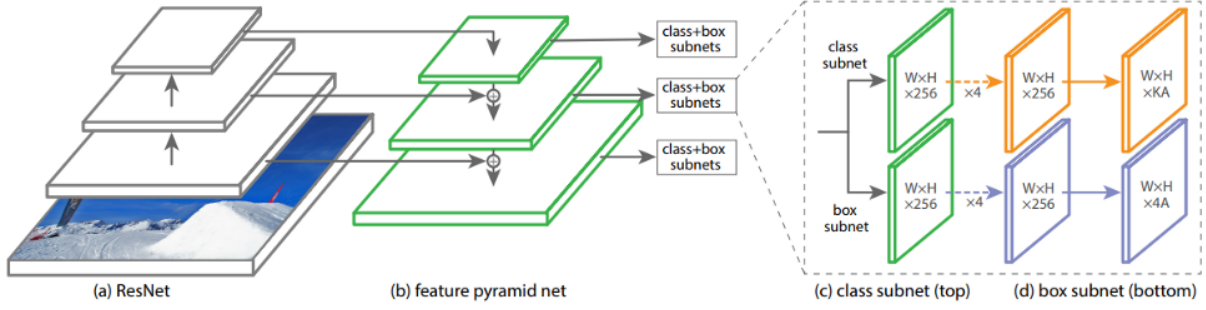 class+box
subnets
class+box
subnets
class+box
subnets
class
subnet
W×H
×256
×4
W×H
×256
W×H
×KA
box
subnet
W×H
×256
×4
W×H
×256
W×H
×4A
(a) ResNet
(b) feature pyramid net
(c) class subnet (top)
(d) box subnet (bottom)